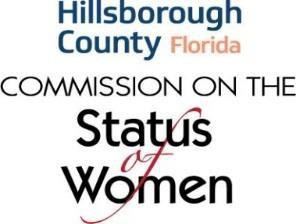 Hillsborough
County Florida
COMMISSION ON THE
Status
of
Women